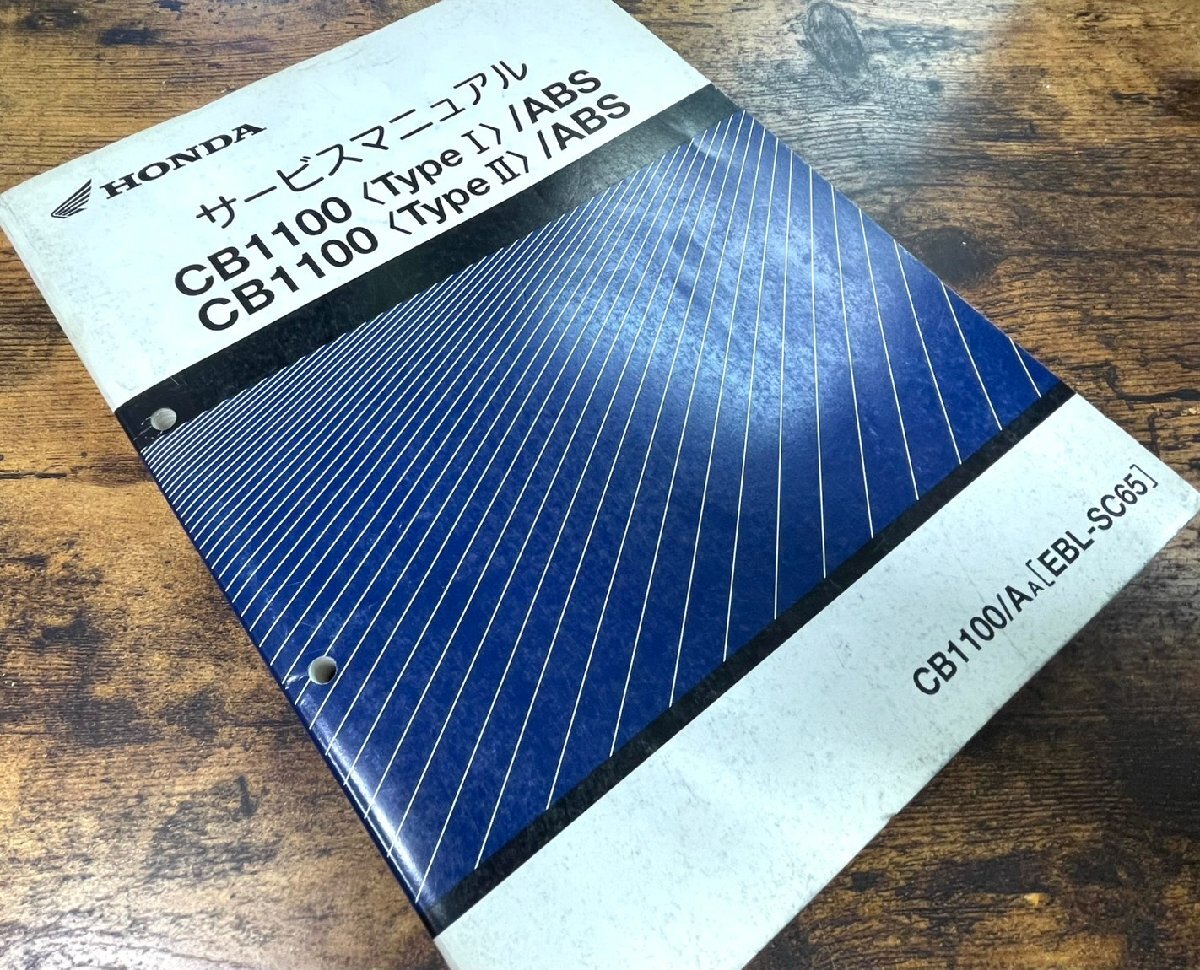 HONDA
サービスマニュアル
CB1100〈Type Ⅰ〉/ABS
CB1100〈Type Ⅱ〉/ABS
CB1100/AA[EBL-SC65]